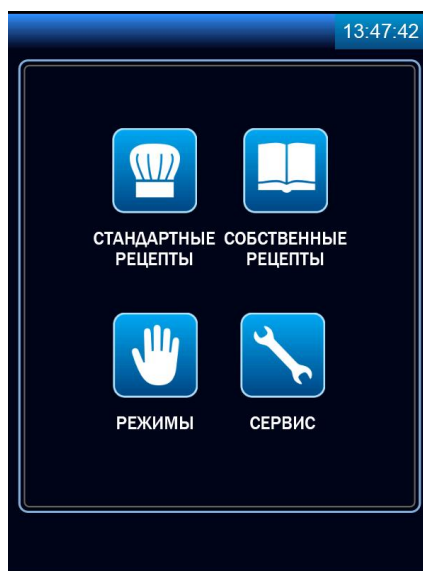 13:47:42
СТАНДАРТНЫЕ
РЕЦЕПТЫ
СОБСТВЕННЫЕ
РЕЦЕПТЫ
РЕЖИМЫ
СЕРВИС